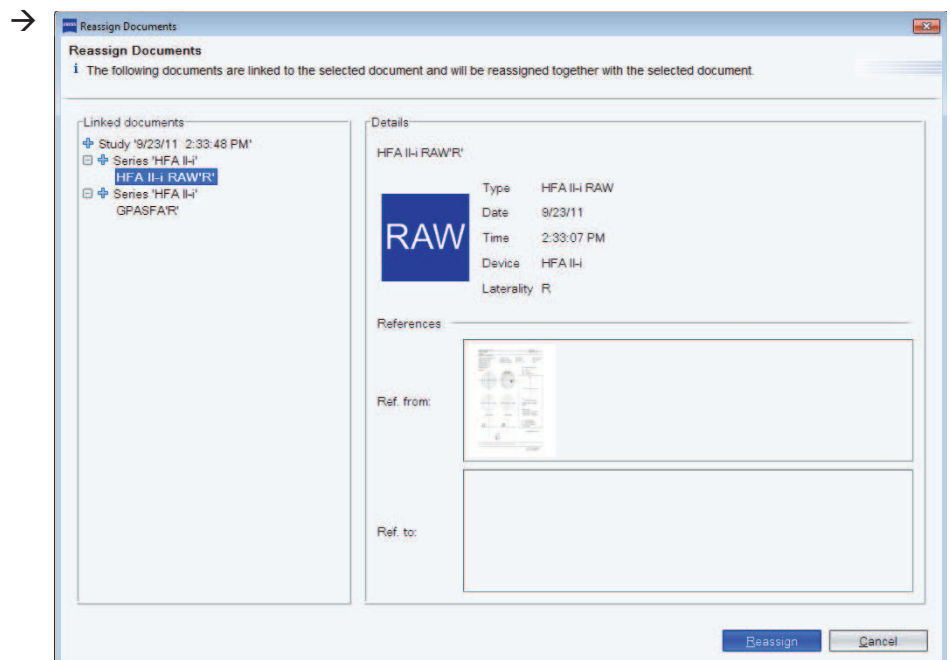 →
Reassign Documents
Reassign Documents
i The following documents are linked to the selected document and will be reassigned together with the selected document.
Linked documents
Study '9/23/11 2:33:48 PM'
Series 'HFA II-i'
HFA II-i RAW'R'
Series 'HFA II-i'
GPASFA'R'
Details
HFA II-i RAW'R'
RAW
Type HFA II-i RAW
Date 9/23/11
Time 2:33:07 PM
Device HFA II-i
Laterality R
References
Ref. from:
Ref. to:
Reassign Cancel